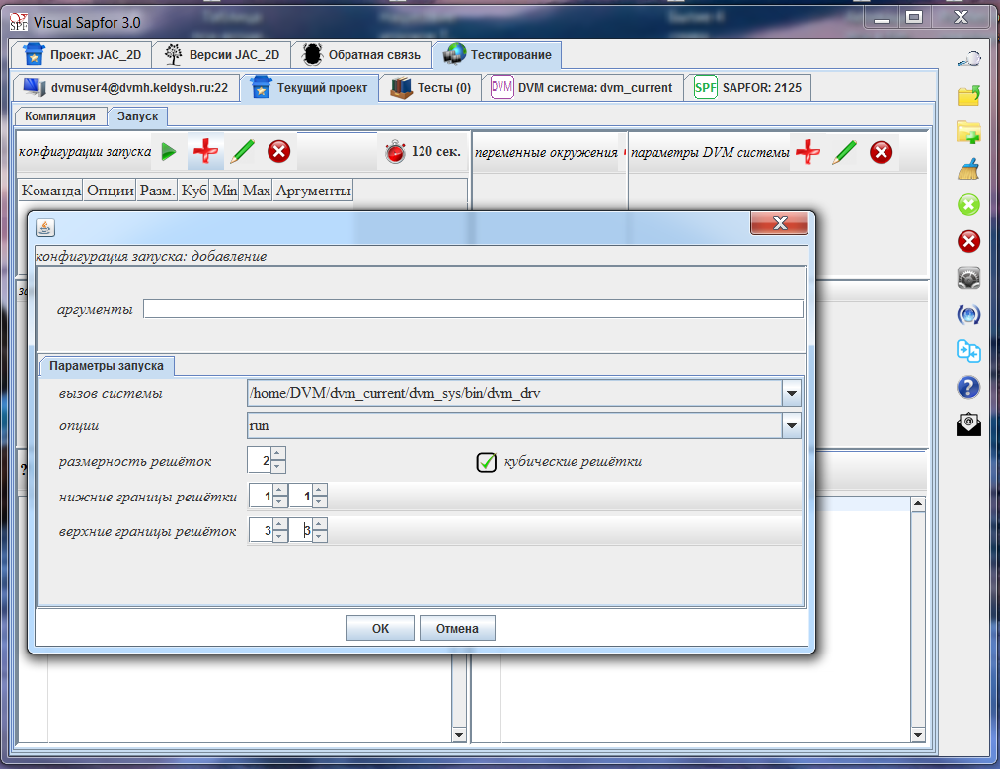 SPF Visual Sapfor 3.0
Проект: JAC_2D Версии JAC_2D Обратная связь Тестирование
dvmuser4@dvmh.keldysh.ru:22 Текущий проект Тесты (0) DVM DVM система: dvm_current SPF SAPFOR: 2125
Компиляция Запуск
конфигурации запуска 120 сек. переменные окружения параметры DVM системы
Команда Опции Разм. Куб Min Max Аргументы
конфигурация запуска: добавление
аргументы
Параметры запуска
вызов системы /home/DVM/dvm_current/dvm_sys/bin/dvm_drv
опции run
размерность решёток 2 кубические решётки
нижние границы решётки 1 1
верхние границы решёток 3 3
OK Отмена